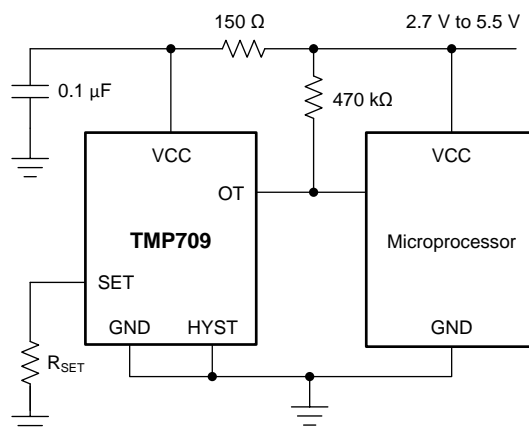 150 Ω
2.7 V to 5.5 V
0.1 µF
470 kΩ
VCC
VCC
OT
TMP709
Microprocessor
SET
GND
HYST
GND
RSET